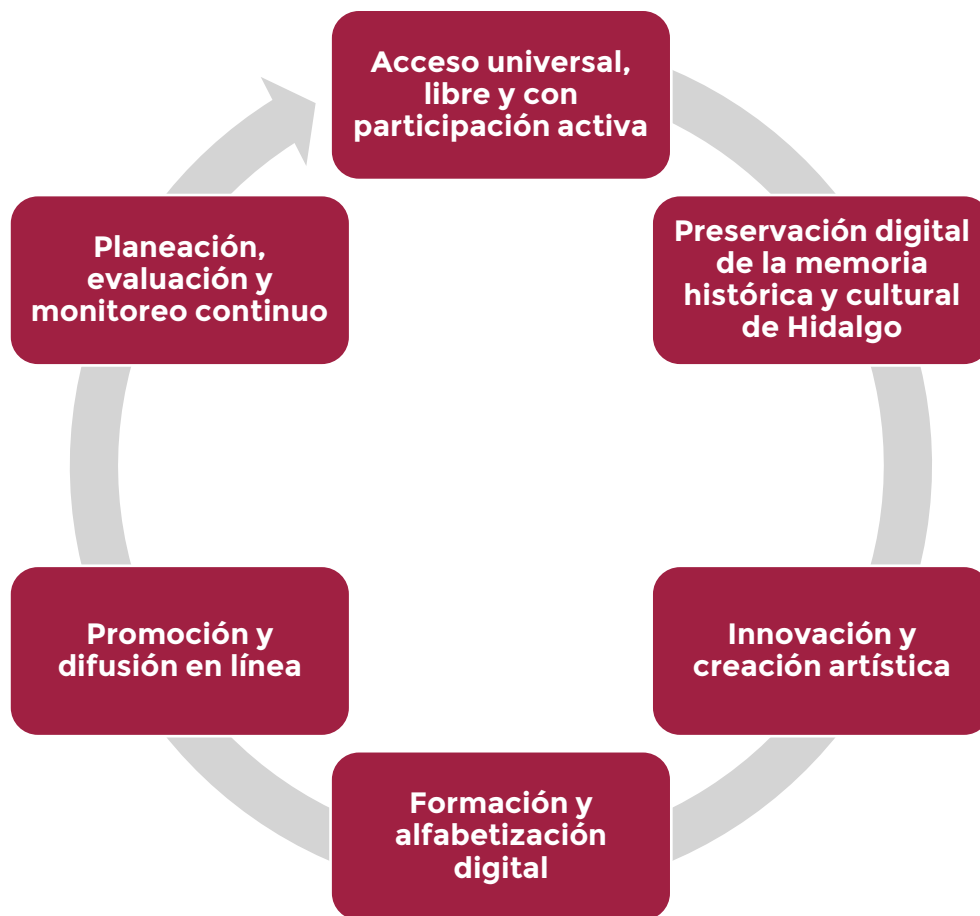 Acceso universal,
libre y con
participación activa
Preservación digital
de la memoria
histórica y cultural
de Hidalgo
Innovación y
creación artística
Formación y
alfabetización
digital
Promoción y
difusión en línea
Planeación,
evaluación y
monitoreo continuo